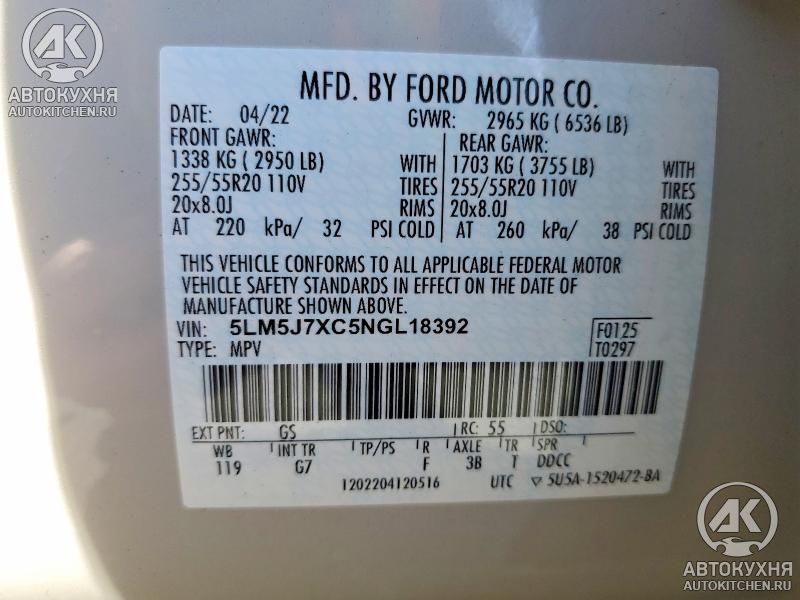 АК
АВТОКУХНЯ
AUTOKITCHEN.RU
MFD. BY FORD MOTOR CO.
DATE: 04/22 GVWR: 2965 KG ( 6536 LB)
FRONT GAWR: REAR GAWR:
1338 KG ( 2950 LB) WITH 1703 KG ( 3755 LB) WITH
255/55R20 110V TIRES 255/55R20 110V TIRES
20x8.0J RIMS 20x8.0J RIMS
AT 220 kPa/ 32 PSI COLD AT 260 kPa/ 38 PSI COLD
THIS VEHICLE CONFORMS TO ALL APPLICABLE FEDERAL MOTOR
VEHICLE SAFETY STANDARDS IN EFFECT ON THE DATE OF
MANUFACTURE SHOWN ABOVE.
VIN: 5LM5J7XC5NGL18392 F0125
TYPE: MPV T0297
EXT PNT: GS RC: 55 DSO:
WB INT TR TP/PS R AXLE TR SPR
119 G7 F 3B T DDCC
1202204120516 UTC ▽ 5U5A-1520472-BA
АК
АВТОКУХНЯ
AUTOKITCHEN.RU